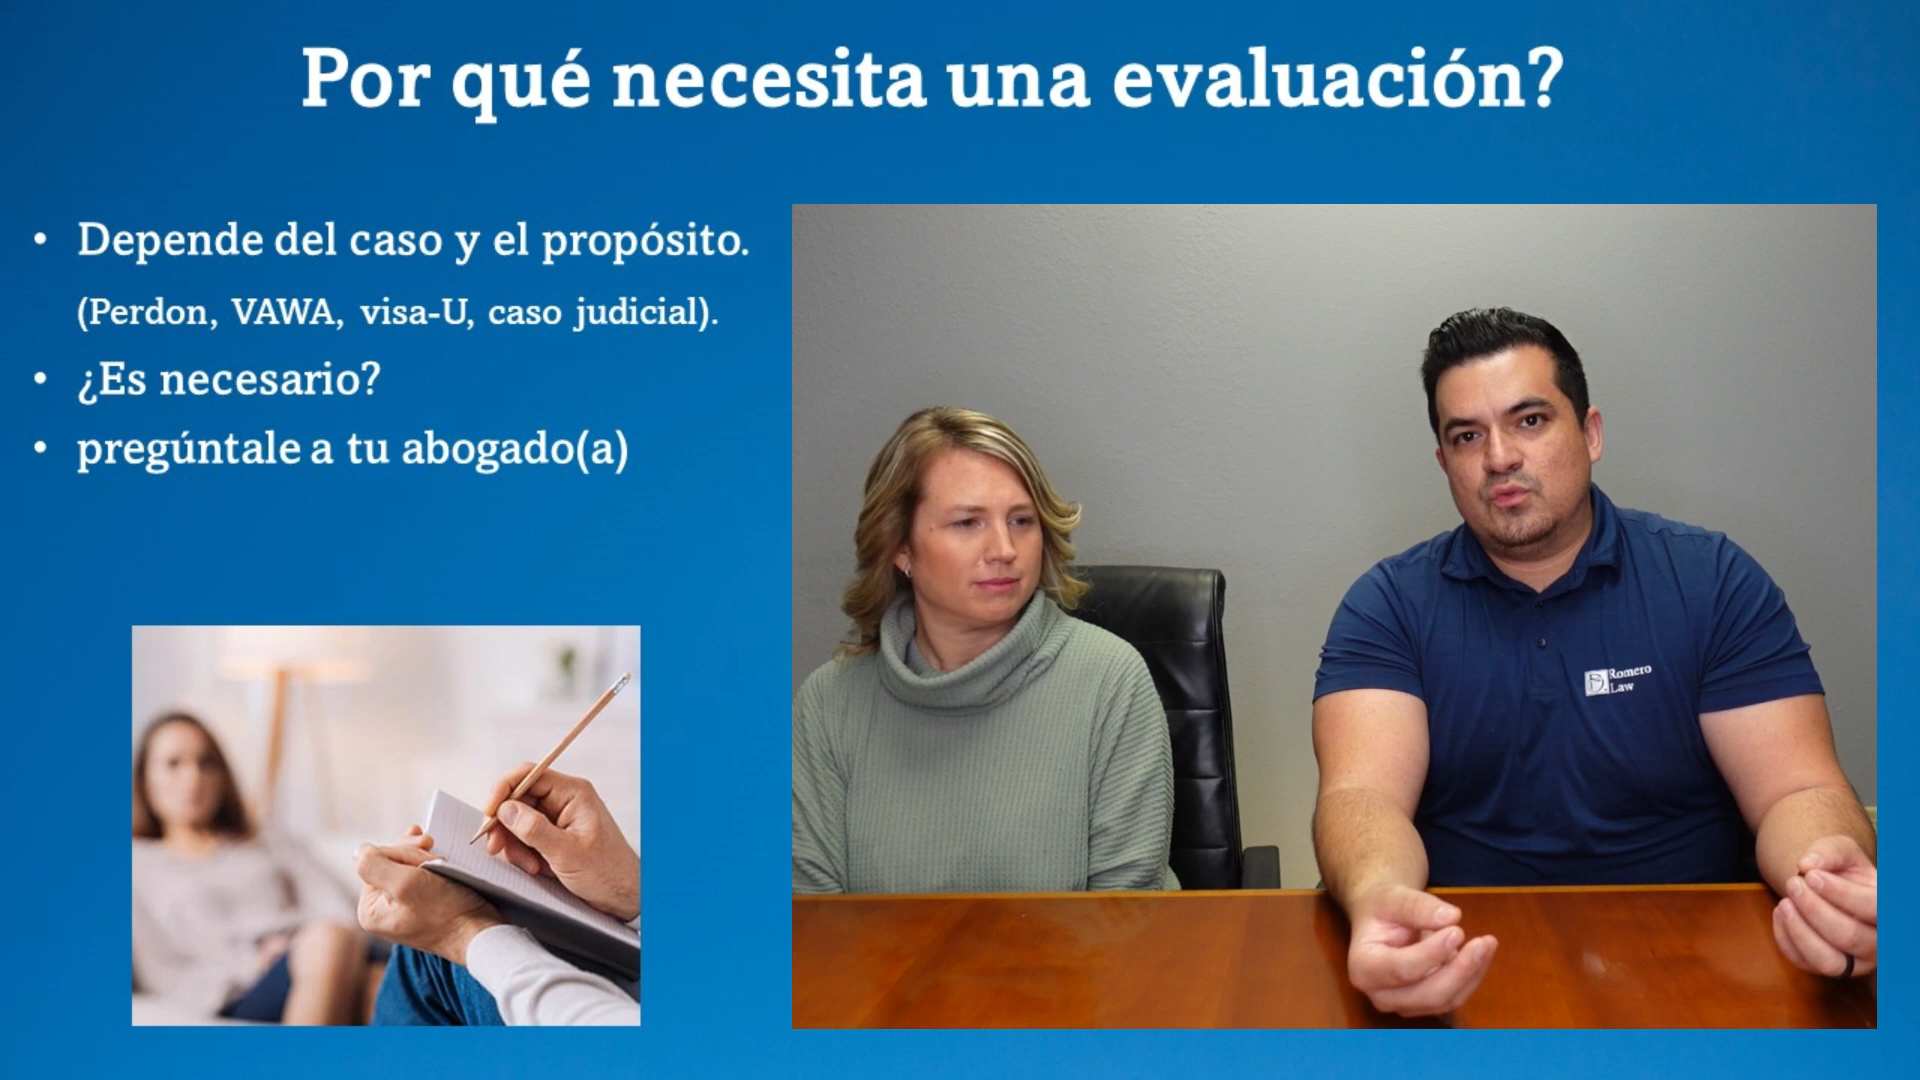 Por qué necesita una evaluación?
• Depende del caso y el propósito.
(Perdon, VAWA, visa-U, caso judicial).
• ¿Es necesario?
• pregúntale a tu abogado(a)
Romero
Law